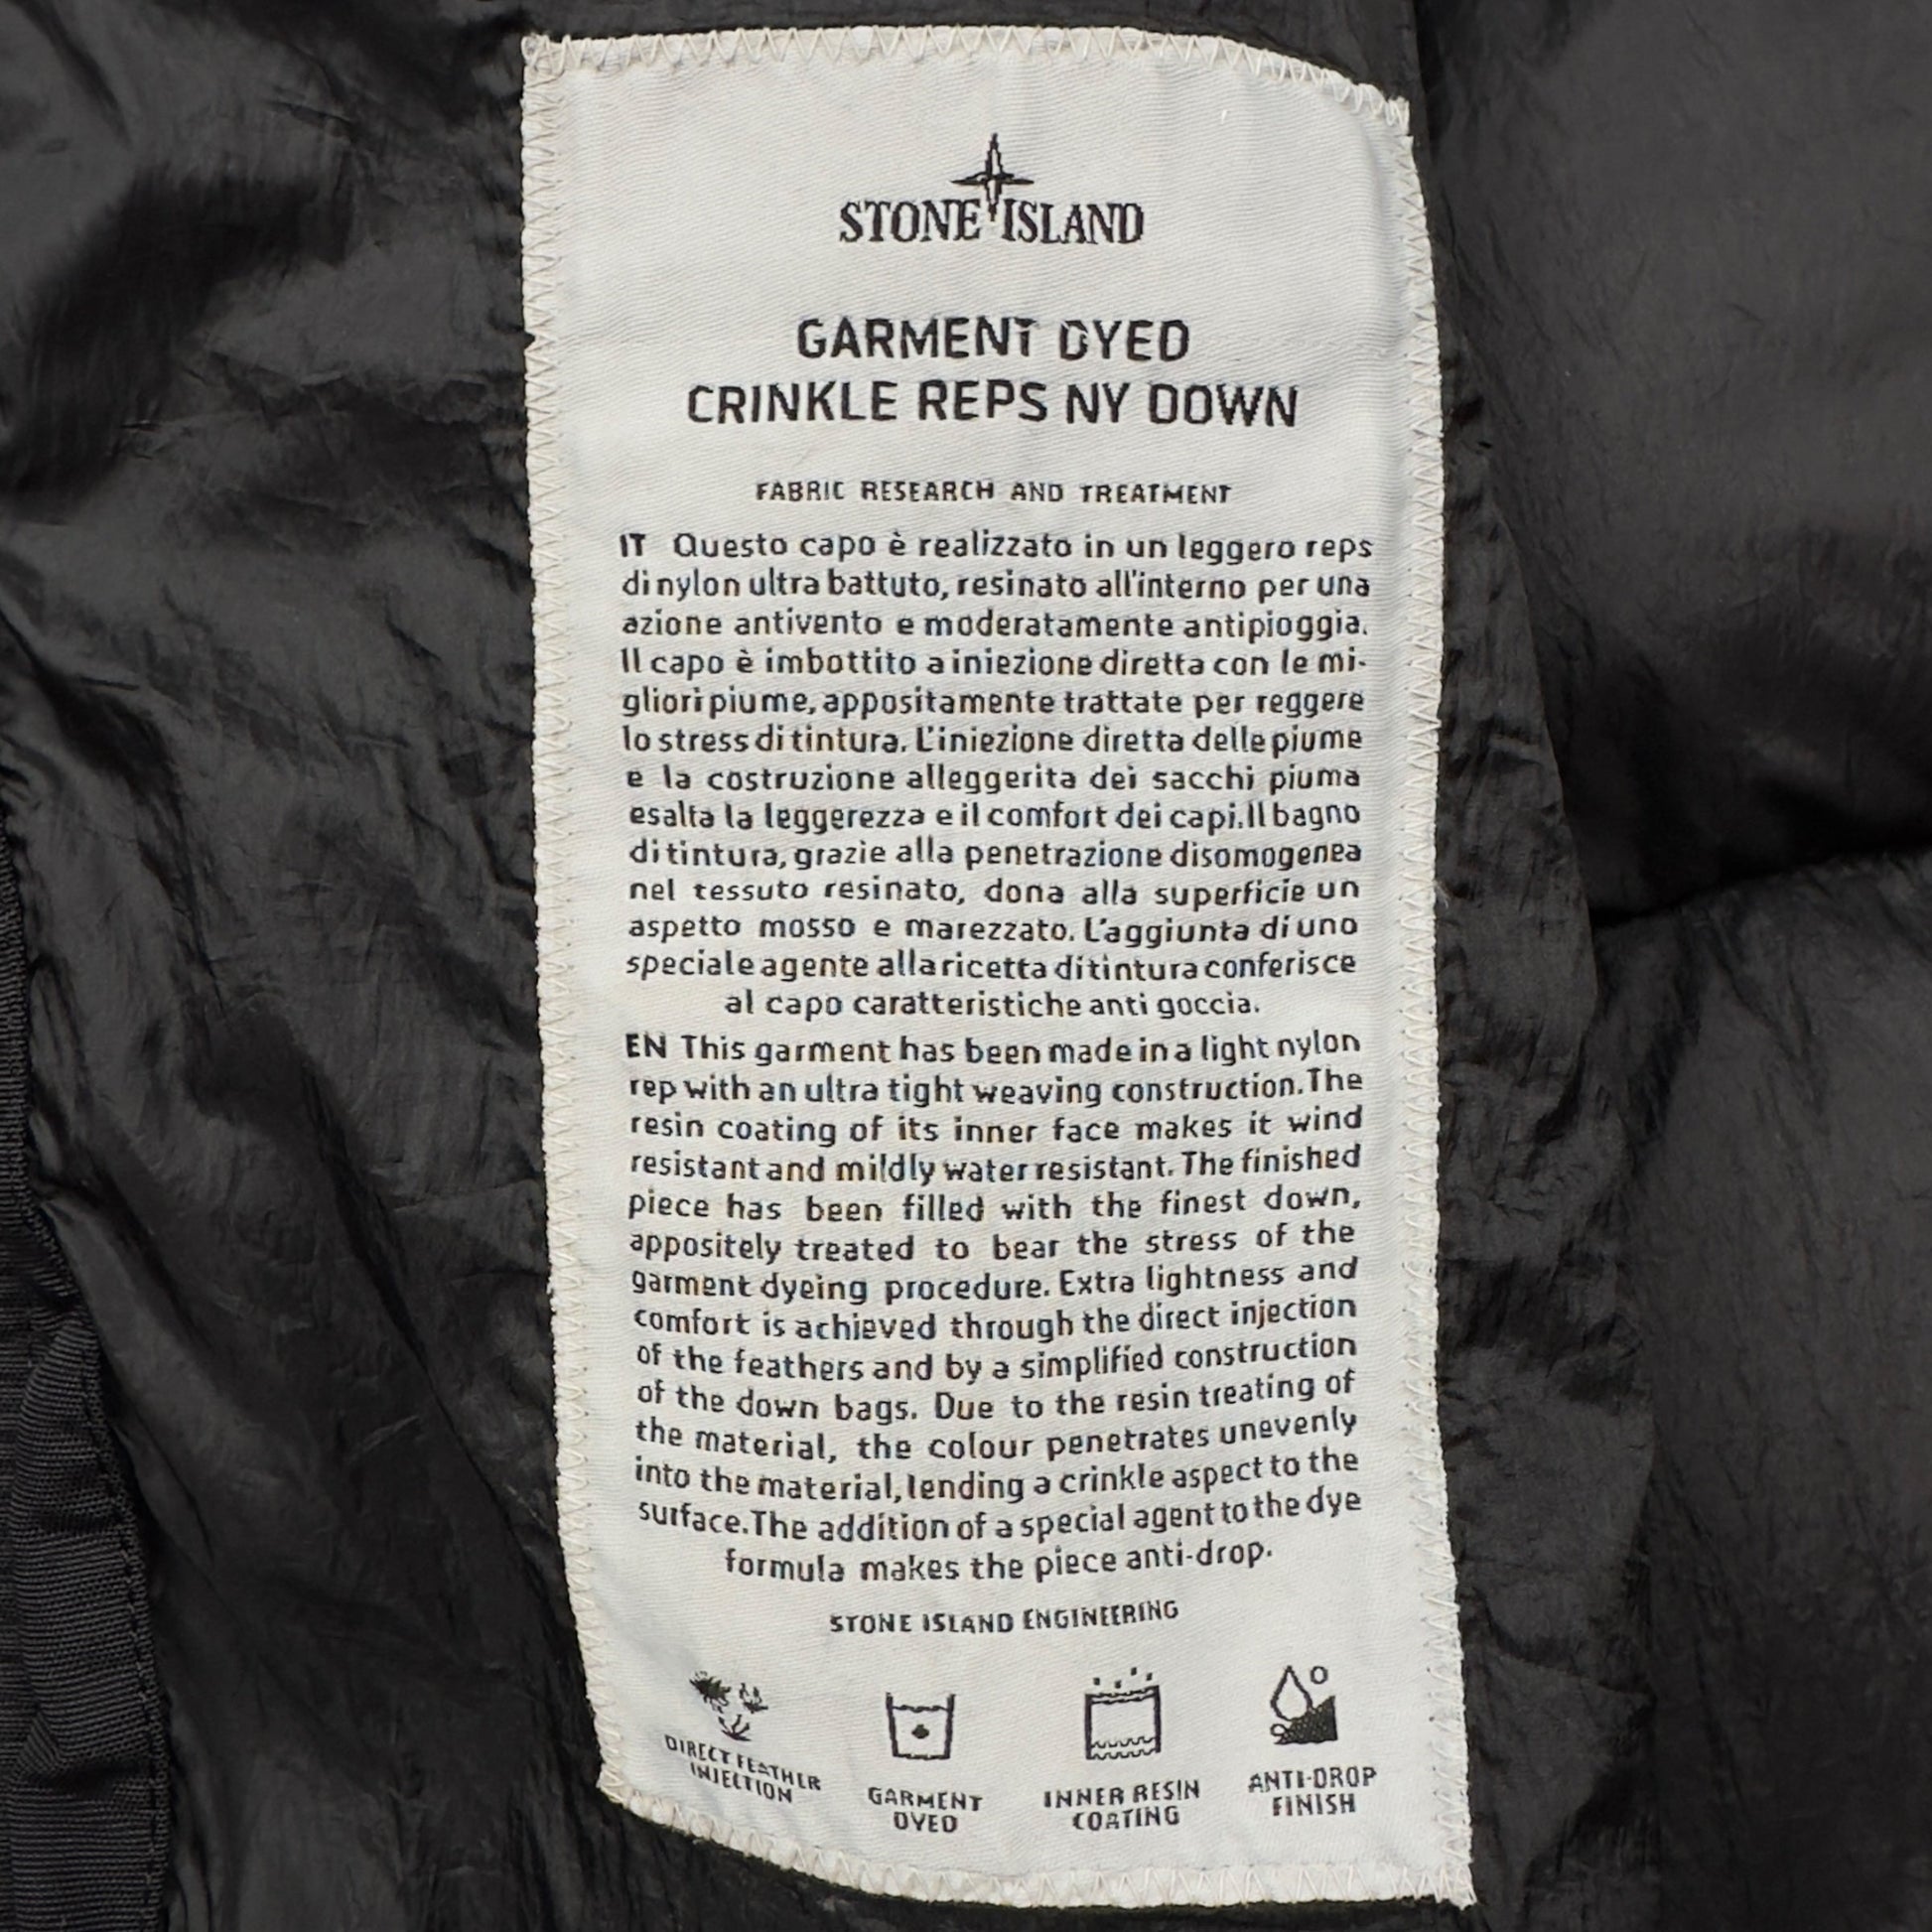 STONE ISLAND
GARMENT DYED
CRINKLE REPS NY DOWN
FABRIC RESEARCH AND TREATMENT
IT Questo capo è realizzato in un leggero reps
di nylon ultra battuto, resinato all'interno per una
azione antivento e moderatamente antipioggia.
Il capo è imbottito a iniezione diretta con le mi-
gliori piume, appositamente trattate per reggere
lo stress di tintura. L'iniezione diretta delle piume
e la costruzione alleggerita dei sacchi piuma
esalta la leggerezza e il comfort dei capi. Il bagno
di tintura, grazie alla penetrazione disomogenea
nel tessuto resinato, dona alla superficie un
aspetto mosso e marezzato. L'aggiunta di uno
speciale agente alla ricetta di tintura conferisce
al capo caratteristiche anti goccia.
EN This garment has been made in a light nylon
rep with an ultra tight weaving construction. The
resin coating of its inner face makes it wind
resistant and mildly water resistant. The finished
piece has been filled with the finest down,
appositely treated to bear the stress of the
garment dyeing procedure. Extra lightness and
comfort is achieved through the direct injection
of the feathers and by a simplified construction
of the down bags. Due to the resin treating of
the material, the colour penetrates unevenly
into the material, lending a crinkle aspect to the
surface. The addition of a special agent to the dye
formula makes the piece anti-drop.
STONE ISLAND ENGINEERING
DIRECT FEATHER
INJECTION
GARMENT
DYED
INNER RESIN
COATING
ANTI-DROP
FINISH